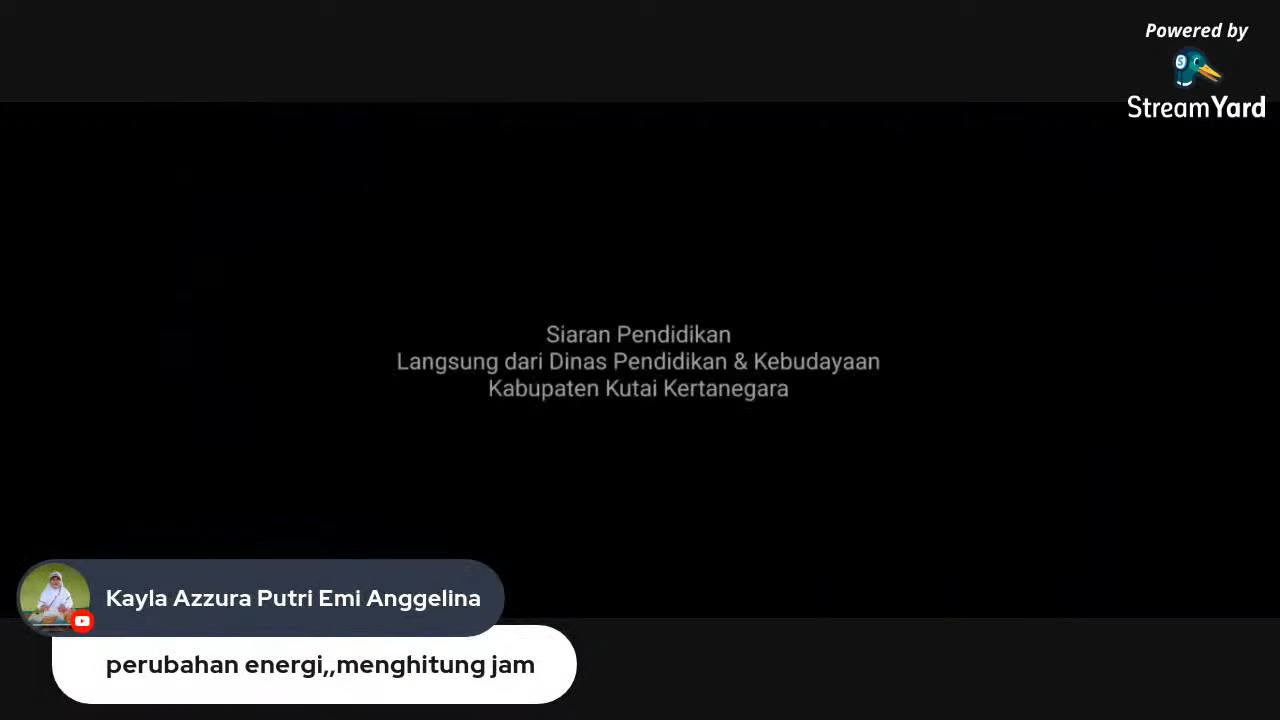 Powered by
StreamYard
Siaran Pendidikan
Langsung dari Dinas Pendidikan & Kebudayaan
Kabupaten Kutai Kertanegara
Kayla Azzura Putri Emi Anggelina
perubahan energi,,menghitung jam